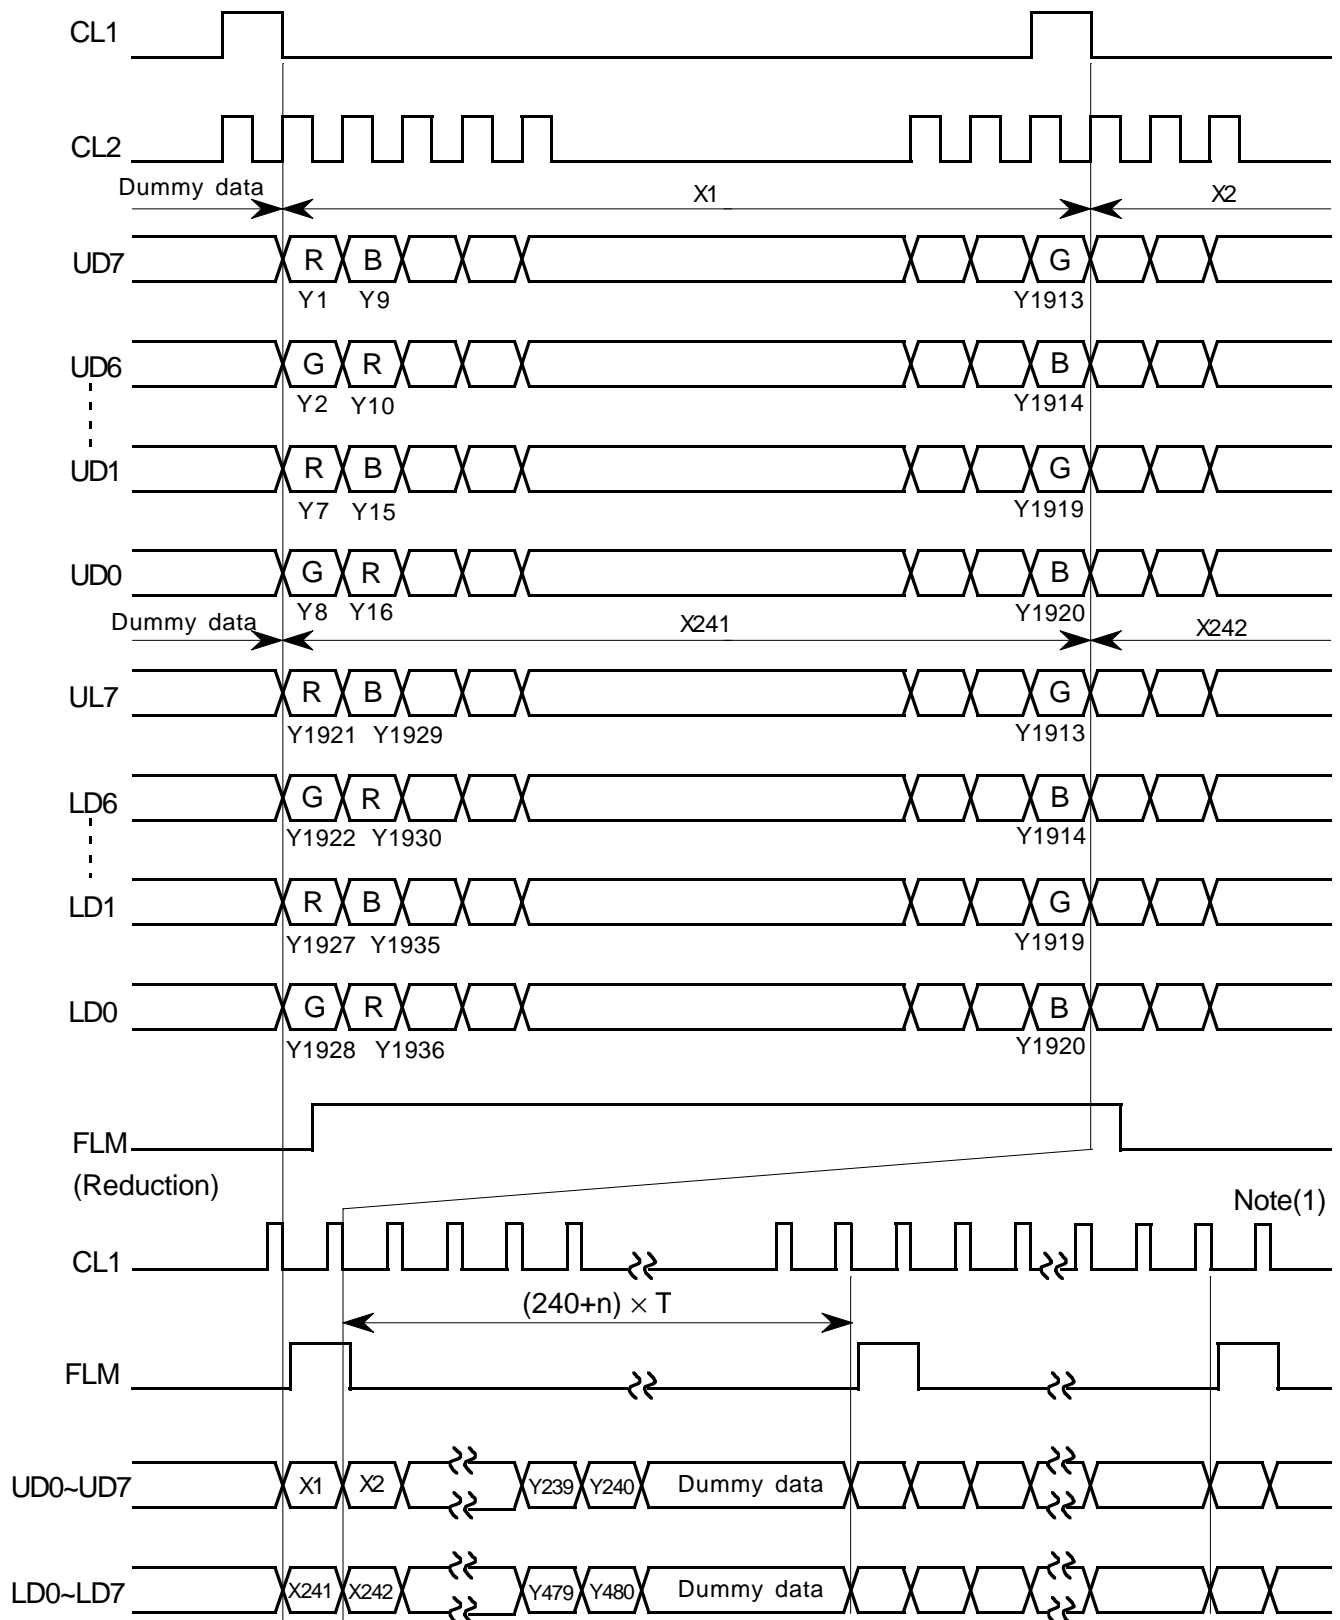 CL1
CL2
Dummy data X1 X2
UD7 R B G
Y1 Y9 Y1913
UD6 G R B
Y2 Y10 Y1914
UD1 R B G
Y7 Y15 Y1919
UD0 G R B
Y8 Y16 Y1920
Dummy data X241 X242
UL7 R B G
Y1921 Y1929 Y1913
LD6 G R B
Y1922 Y1930 Y1914
LD1 R B G
Y1927 Y1935 Y1919
LD0 G R B
Y1928 Y1936 Y1920
FLM
(Reduction)
Note(1)
CL1
(240+n) × T
FLM
UD0~UD7 X1 X2 Y239 Y240 Dummy data
LD0~LD7 X241 X242 Y479 Y480 Dummy data